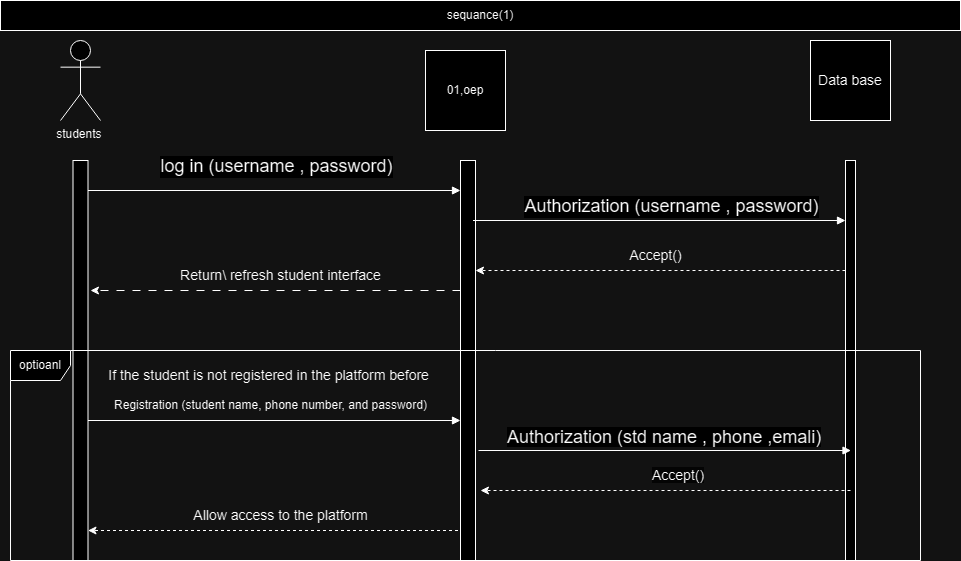 sequance(1)
students
01,oep
Data base
log in (username , password)
Authorization (username , password)
Accept()
Return\ refresh student interface
optioanl
If the student is not registered in the platform before
Registration (student name, phone number, and password)
Authorization (std name , phone ,emali)
Accept()
Allow access to the platform